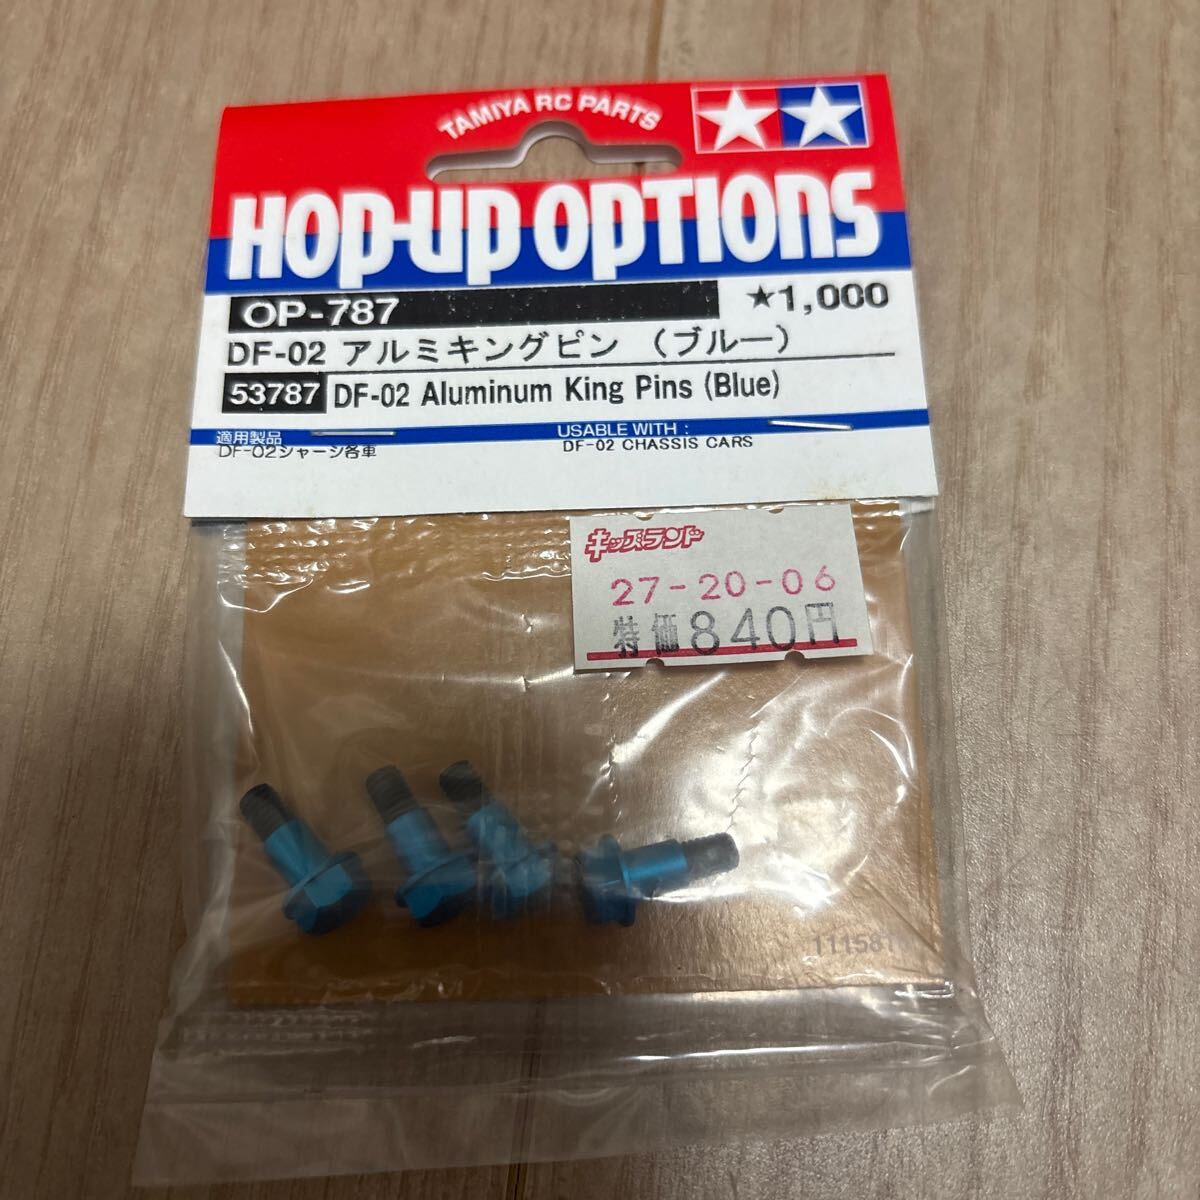 TAMIYA RC PARTS
HOP-UP OPTIONS
OP-787 ★1,000
DF-02 アルミキングピン (ブルー)
53787 DF-02 Aluminum King Pins (Blue)
適用製品
DF-02シャーシ各車
USABLE WITH :
DF-02 CHASSIS CARS
キッズランド
27-20-06
特価840円